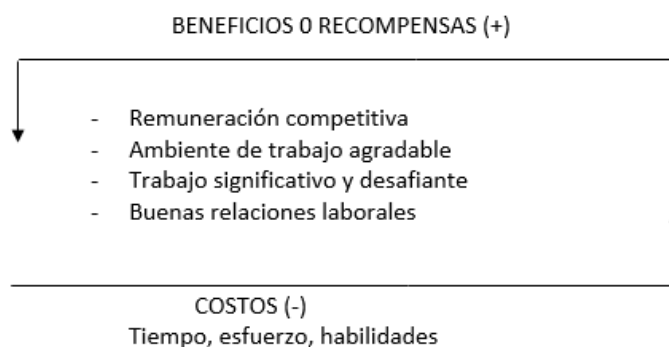 BENEFICIOS 0 RECOMPENSAS (+)
- Remuneración competitiva
- Ambiente de trabajo agradable
- Trabajo significativo y desafiante
- Buenas relaciones laborales
COSTOS (-)
Tiempo, esfuerzo, habilidades